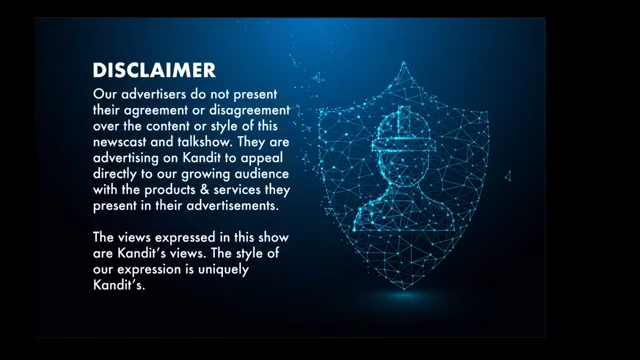 DISCLAIMER
Our advertisers do not present
their agreement or disagreement
over the content or style of this
newscast and talkshow. They are
advertising on Kandit to appeal
directly to our growing audience
with the products & services they
present in their advertisements.
The views expressed in this show
are Kandit's views. The style of
our expression is uniquely
Kandit's.